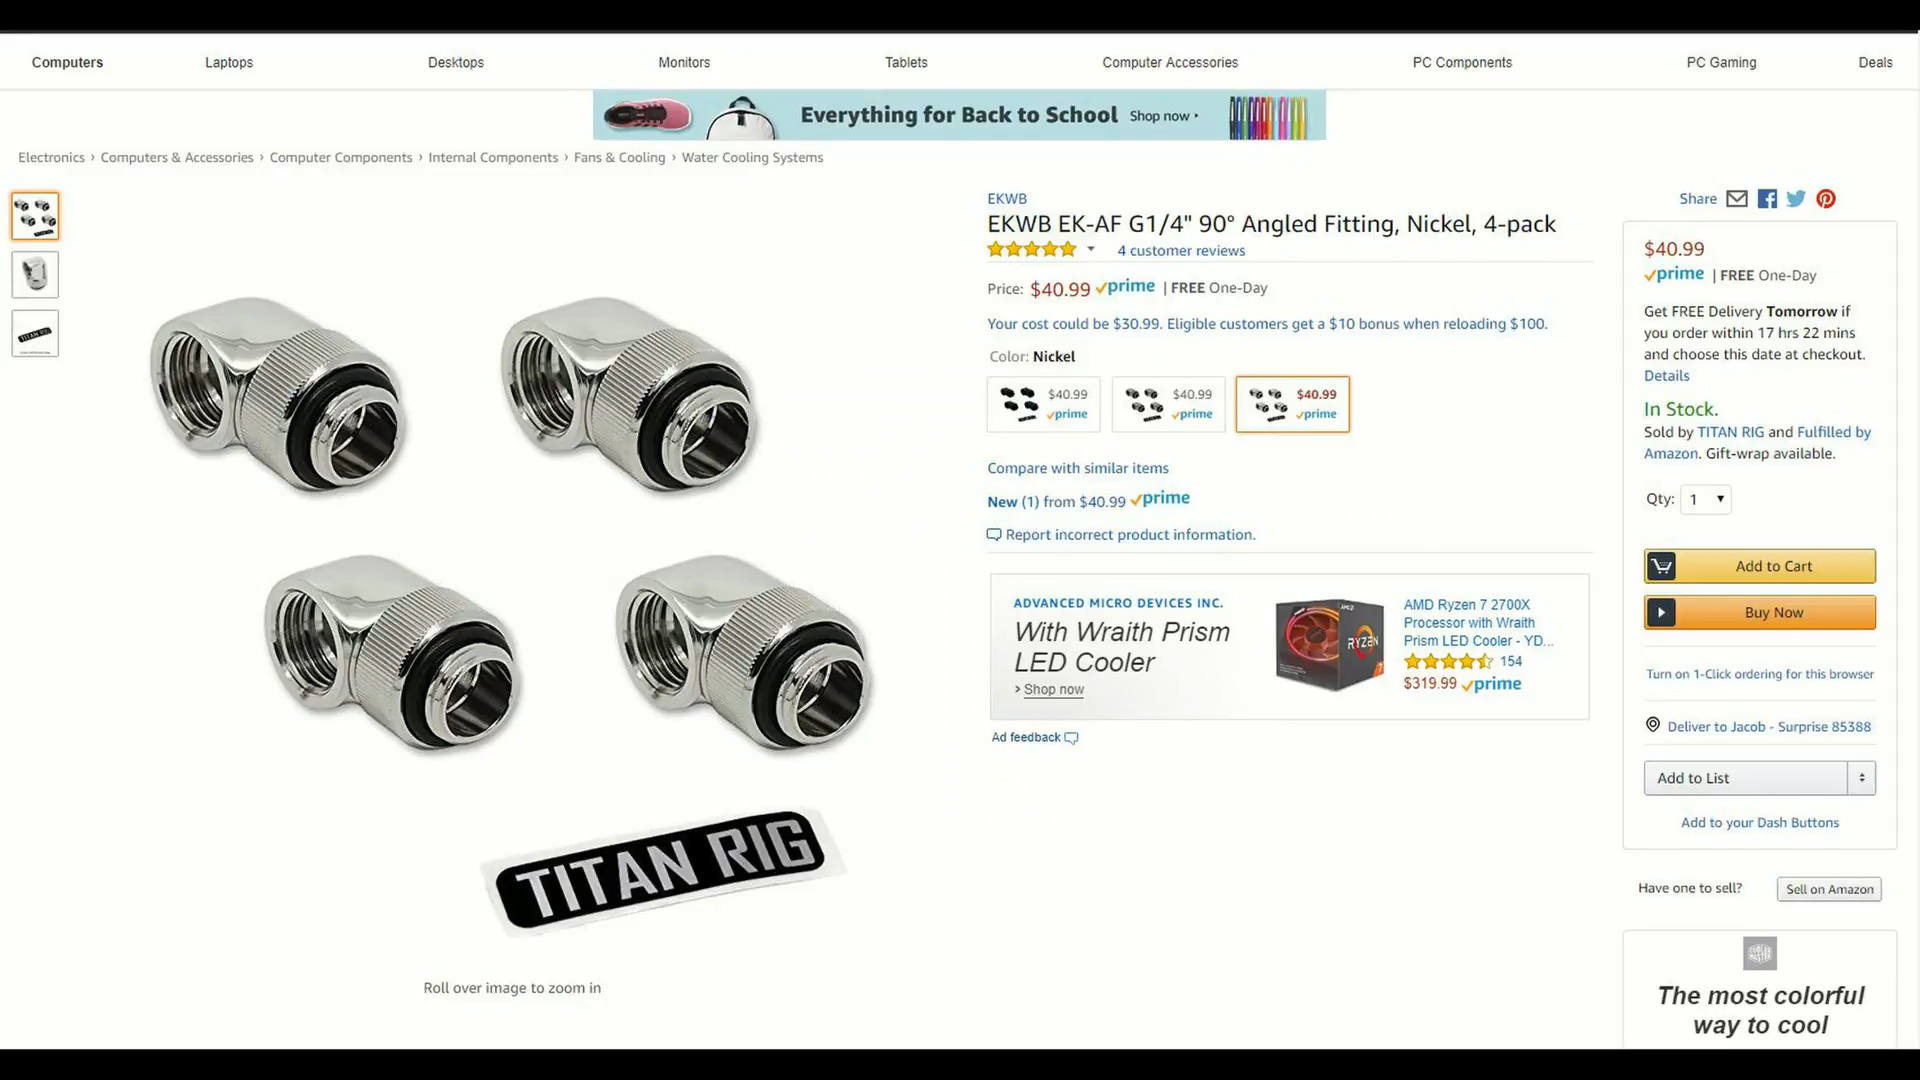 Computers Laptops Desktops Monitors Tablets Computer Accessories PC Components PC Gaming Deals
Everything for Back to School Shop now ›
Electronics › Computers & Accessories › Computer Components › Internal Components › Fans & Cooling › Water Cooling Systems
EKWB
EKWB EK-AF G1/4" 90° Angled Fitting, Nickel, 4-pack
4 customer reviews
Price: $40.99 prime | FREE One-Day
Your cost could be $30.99. Eligible customers get a $10 bonus when reloading $100.
Color: Nickel
$40.99 prime
$40.99 prime
$40.99 prime
Compare with similar items
New (1) from $40.99 prime
Report incorrect product information.
ADVANCED MICRO DEVICES INC.
With Wraith Prism
LED Cooler
› Shop now
AMD
RYZEN
7
AMD Ryzen 7 2700X
Processor with Wraith
Prism LED Cooler - YD...
154
$319.99 prime
Ad feedback
TITAN RIG
Roll over image to zoom in
Share
$40.99
prime | FREE One-Day
Get FREE Delivery Tomorrow if
you order within 17 hrs 22 mins
and choose this date at checkout.
Details
In Stock.
Sold by TITAN RIG and Fulfilled by
Amazon. Gift-wrap available.
Qty: 1
Add to Cart
Buy Now
Turn on 1-Click ordering for this browser
Deliver to Jacob - Surprise 85388
Add to List
Add to your Dash Buttons
Have one to sell? Sell on Amazon
The most colorful
way to cool